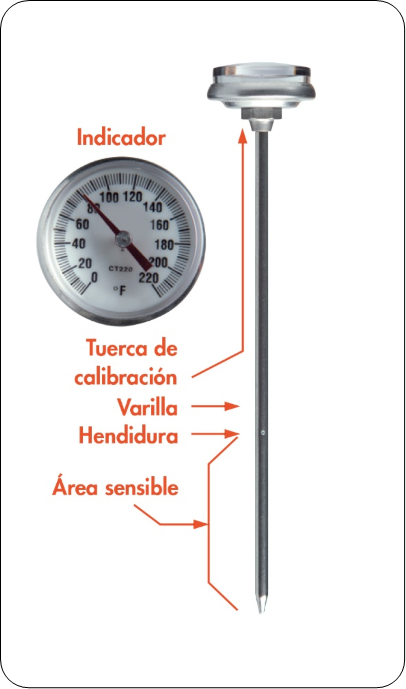 Indicador
100 120
80 140
60 160
40 180
20 200
0 220
CT220
°F
Tuerca de
calibración
Varilla
Hendidura
Área sensible